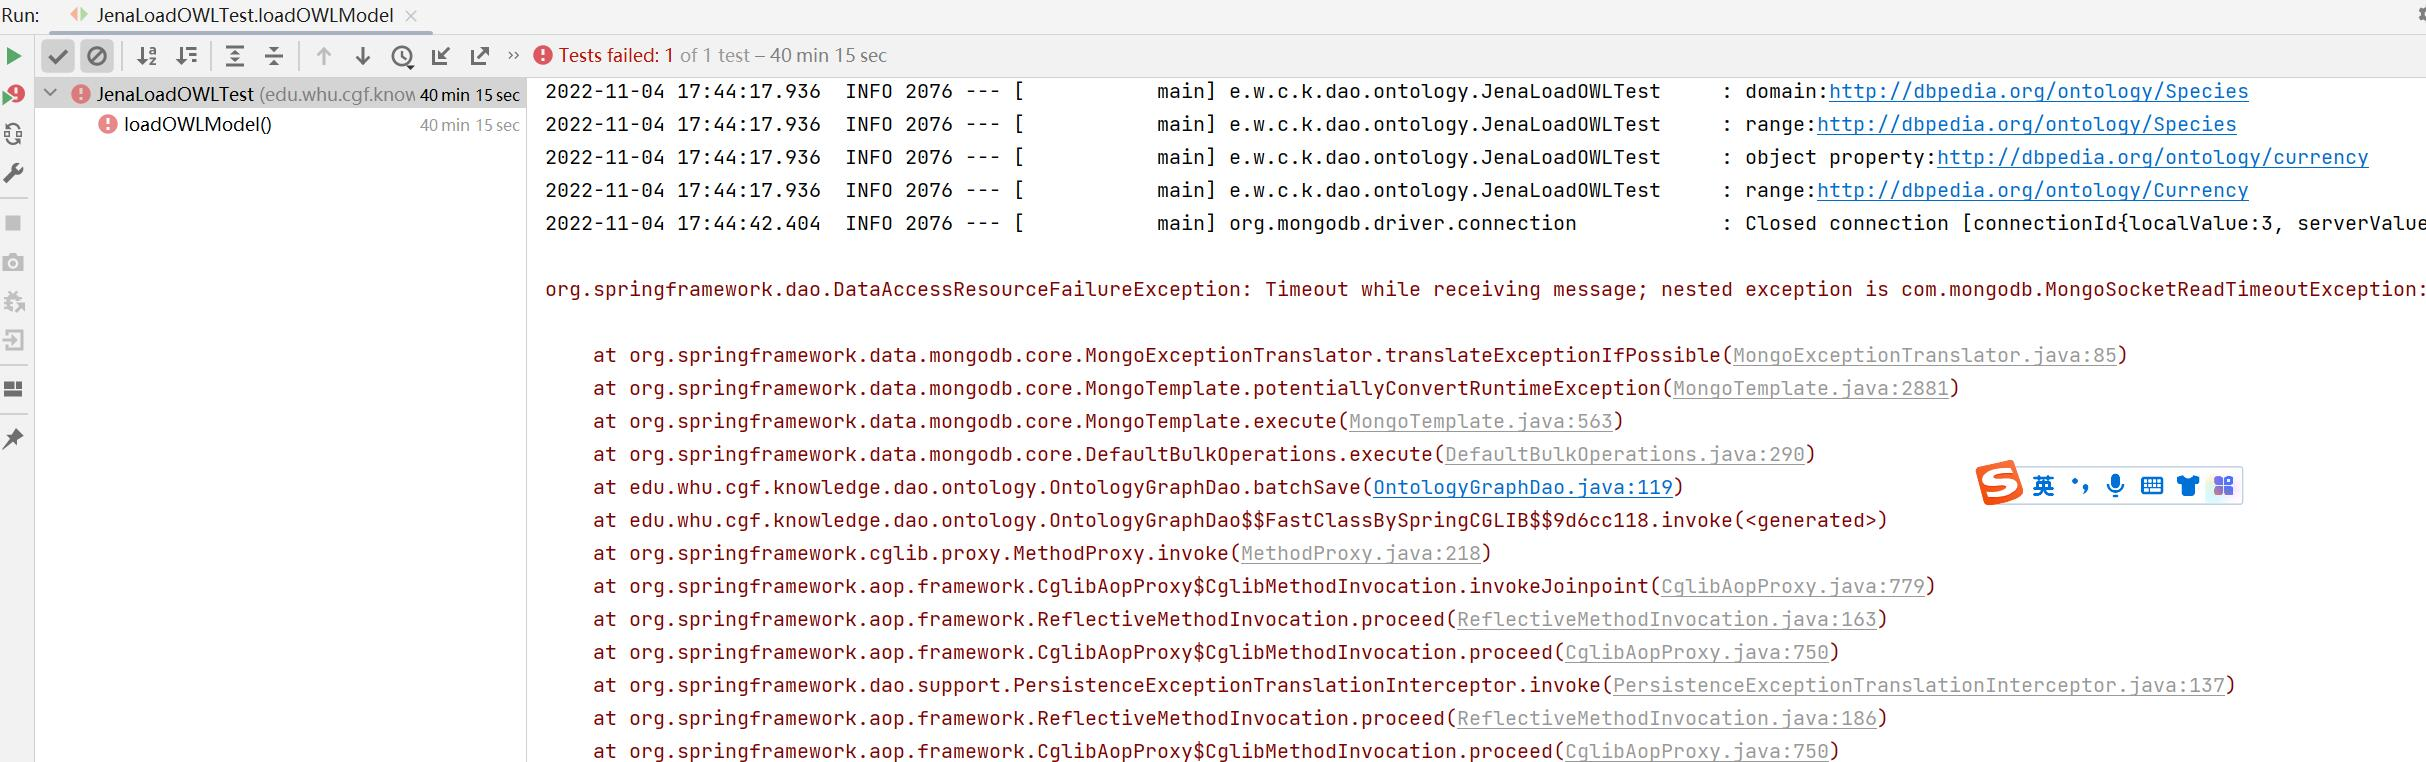 Run: JenaLoadOWLTest.loadOWLModel ×
Tests failed: 1 of 1 test – 40 min 15 sec
JenaLoadOWLTest (edu.whu.cgf.know 40 min 15 sec
loadOWLModel() 40 min 15 sec
2022-11-04 17:44:17.936 INFO 2076 --- [ main] e.w.c.k.dao.ontology.JenaLoadOWLTest : domain:http://dbpedia.org/ontology/Species
2022-11-04 17:44:17.936 INFO 2076 --- [ main] e.w.c.k.dao.ontology.JenaLoadOWLTest : range:http://dbpedia.org/ontology/Species
2022-11-04 17:44:17.936 INFO 2076 --- [ main] e.w.c.k.dao.ontology.JenaLoadOWLTest : object property:http://dbpedia.org/ontology/currency
2022-11-04 17:44:17.936 INFO 2076 --- [ main] e.w.c.k.dao.ontology.JenaLoadOWLTest : range:http://dbpedia.org/ontology/Currency
2022-11-04 17:44:42.404 INFO 2076 --- [ main] org.mongodb.driver.connection : Closed connection [connectionId{localValue:3, serverValue
org.springframework.dao.DataAccessResourceFailureException: Timeout while receiving message; nested exception is com.mongodb.MongoSocketReadTimeoutException:
at org.springframework.data.mongodb.core.MongoExceptionTranslator.translateExceptionIfPossible(MongoExceptionTranslator.java:85)
at org.springframework.data.mongodb.core.MongoTemplate.potentiallyConvertRuntimeException(MongoTemplate.java:2881)
at org.springframework.data.mongodb.core.MongoTemplate.execute(MongoTemplate.java:563)
at org.springframework.data.mongodb.core.DefaultBulkOperations.execute(DefaultBulkOperations.java:290)
at edu.whu.cgf.knowledge.dao.ontology.OntologyGraphDao.batchSave(OntologyGraphDao.java:119)
英
at edu.whu.cgf.knowledge.dao.ontology.OntologyGraphDao$$FastClassBySpringCGLIB$$9d6cc118.invoke(<generated>)
at org.springframework.cglib.proxy.MethodProxy.invoke(MethodProxy.java:218)
at org.springframework.aop.framework.CglibAopProxy$CglibMethodInvocation.invokeJoinpoint(CglibAopProxy.java:779)
at org.springframework.aop.framework.ReflectiveMethodInvocation.proceed(ReflectiveMethodInvocation.java:163)
at org.springframework.aop.framework.CglibAopProxy$CglibMethodInvocation.proceed(CglibAopProxy.java:750)
at org.springframework.dao.support.PersistenceExceptionTranslationInterceptor.invoke(PersistenceExceptionTranslationInterceptor.java:137)
at org.springframework.aop.framework.ReflectiveMethodInvocation.proceed(ReflectiveMethodInvocation.java:186)
at org.springframework.aop.framework.CglibAopProxy$CglibMethodInvocation.proceed(CglibAopProxy.java:750)